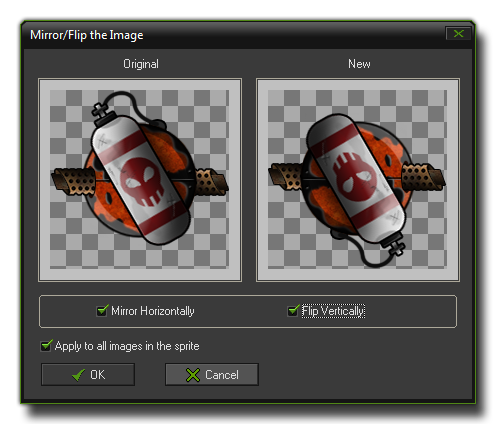 Mirror/Flip the Image
Original
New
Mirror Horizontally
Flip Vertically
Apply to all images in the sprite
OK
Cancel